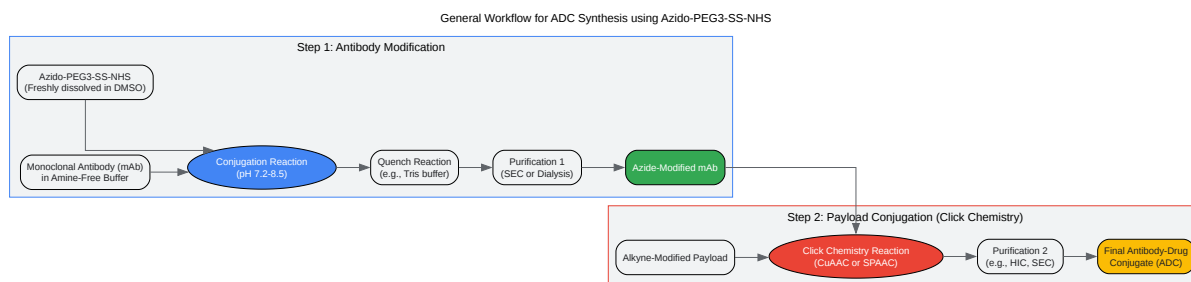 General Workflow for ADC Synthesis using Azido-PEG3-SS-NHS
Step 1: Antibody Modification
Azido-PEG3-SS-NHS
(Freshly dissolved in DMSO)
Monoclonal Antibody (mAb)
in Amine-Free Buffer
Conjugation Reaction
(pH 7.2-8.5)
Quench Reaction
(e.g., Tris buffer)
Purification 1
(SEC or Dialysis)
Azide-Modified mAb
Step 2: Payload Conjugation (Click Chemistry)
Alkyne-Modified Payload
Click Chemistry Reaction
(CuAAC or SPAAC)
Purification 2
(e.g., HIC, SEC)
Final Antibody-Drug
Conjugate (ADC)